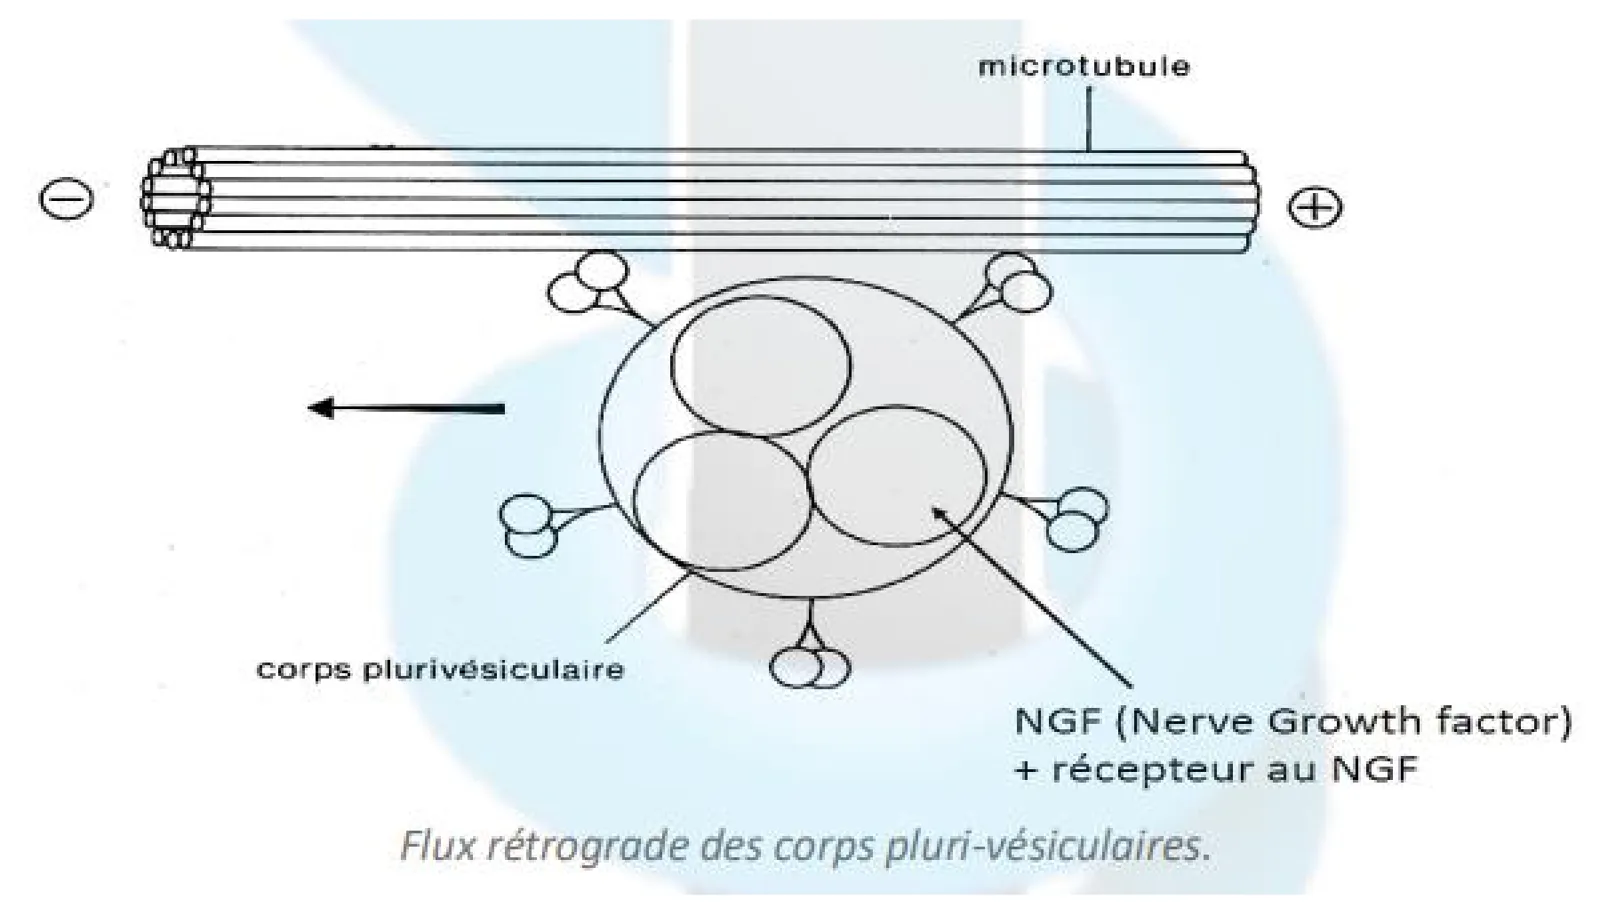 microtubule
−
+
corps plurivésiculaire
NGF (Nerve Growth factor)
+ récepteur au NGF
Flux rétrograde des corps pluri-vésiculaires.